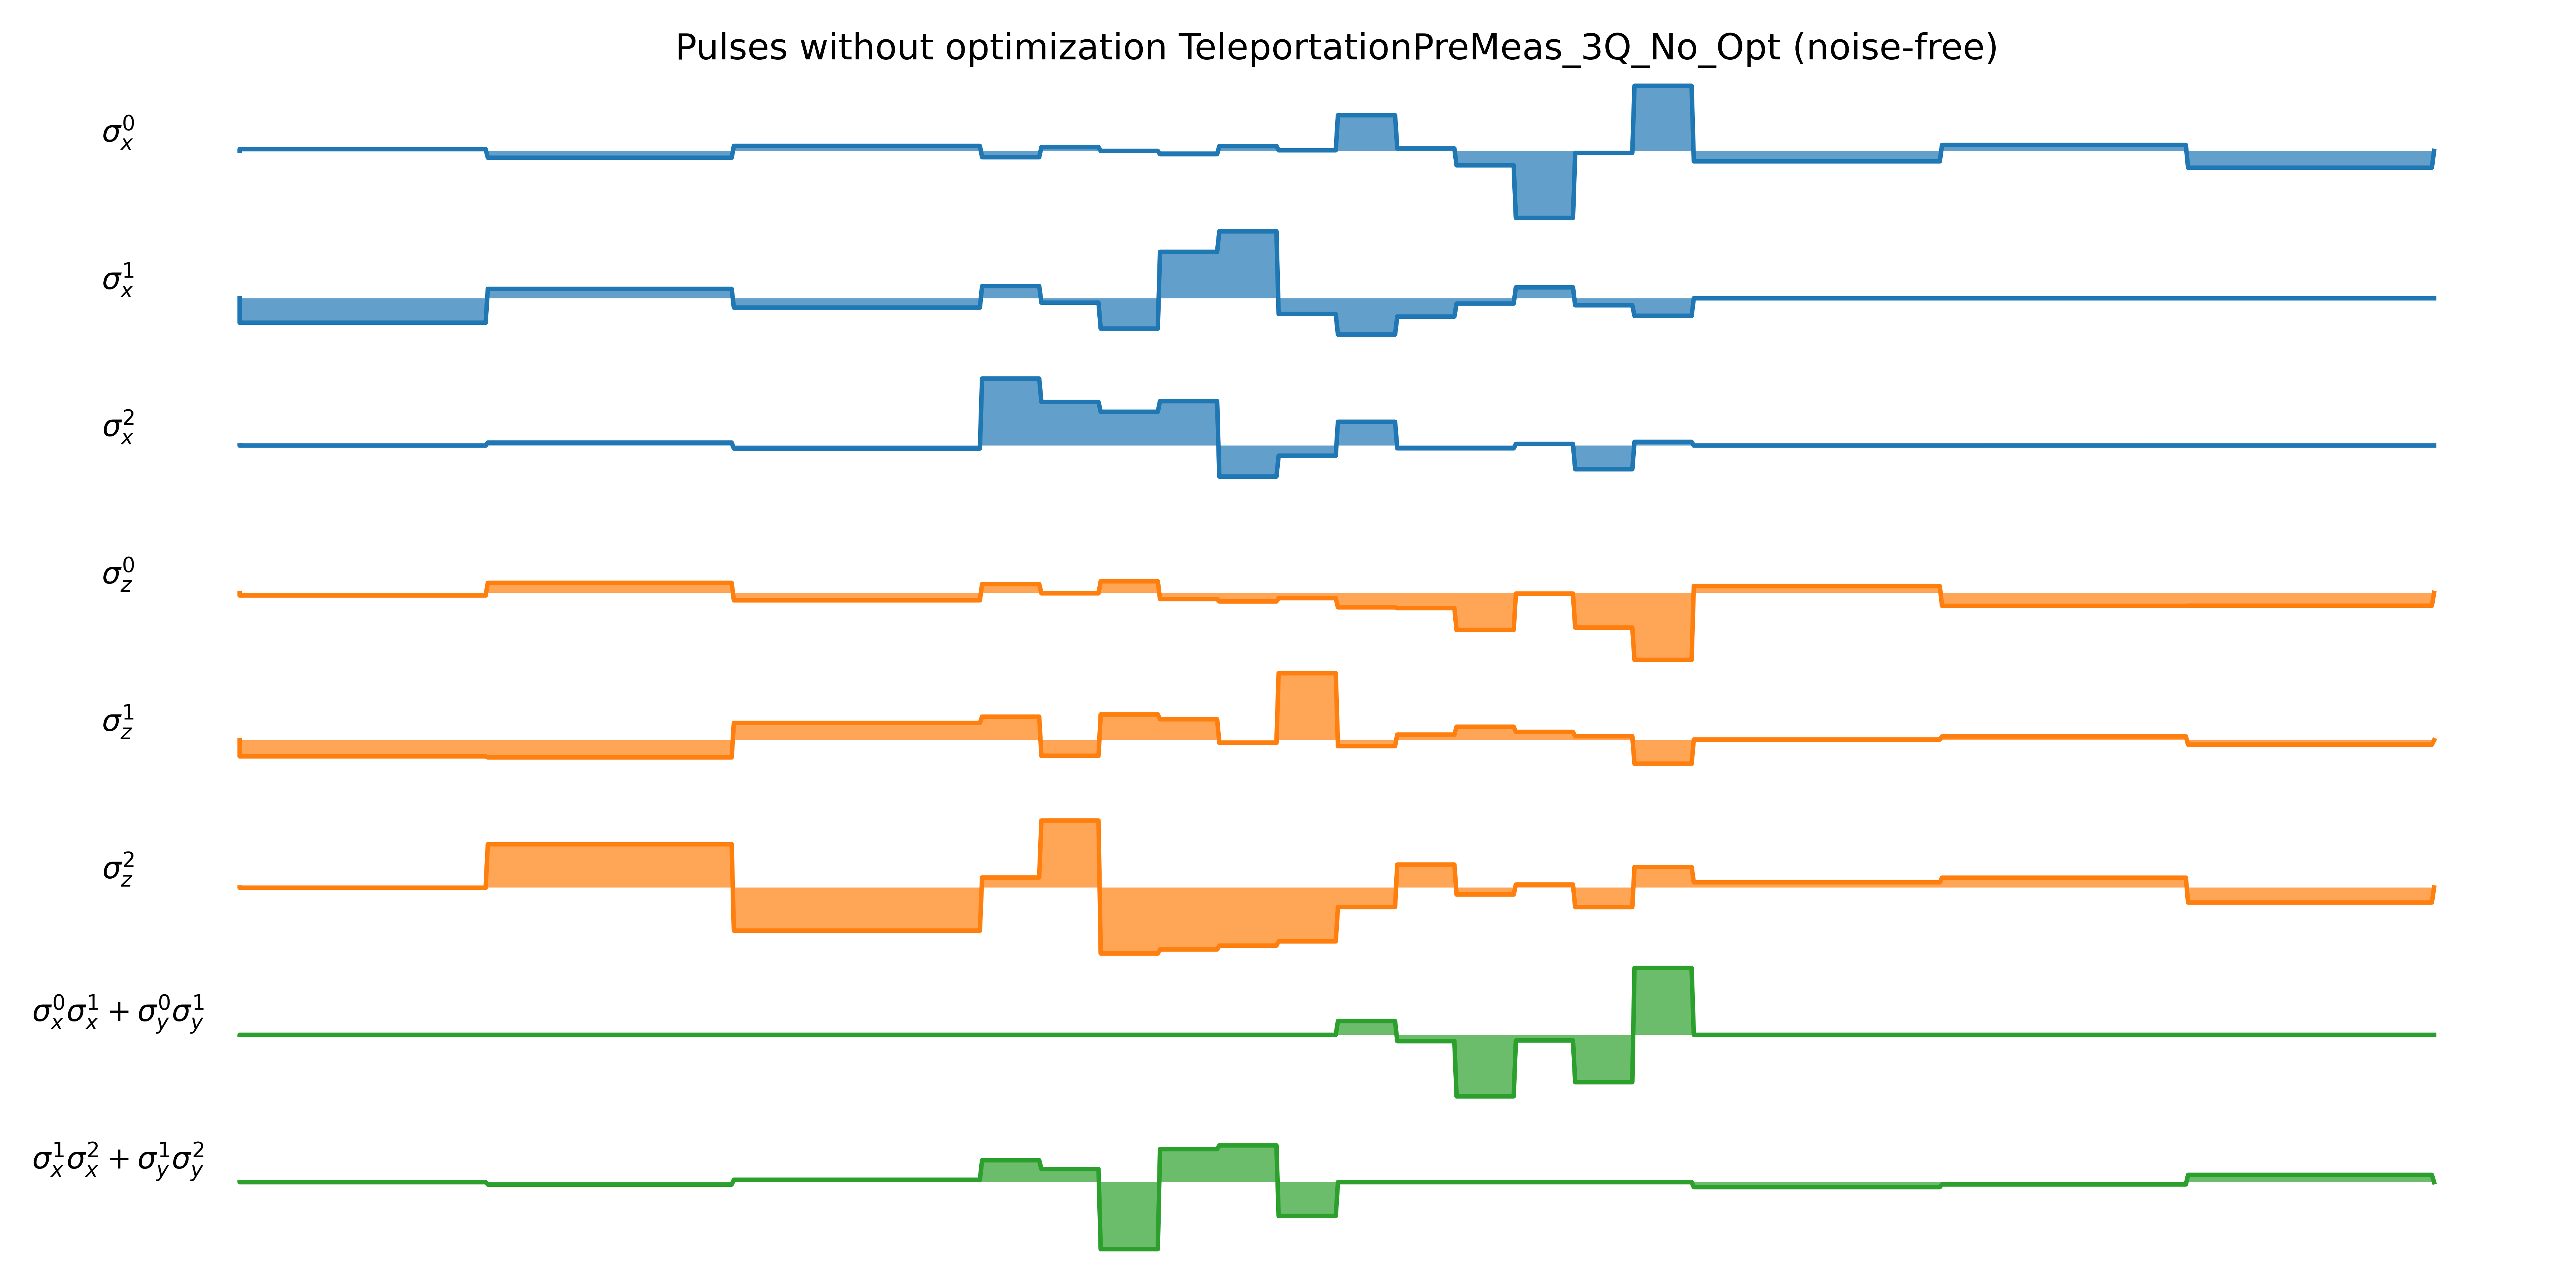 Pulses without optimization TeleportationPreMeas_3Q_No_Opt (noise-free)
σ_x^0
σ_x^1
σ_x^2
σ_z^0
σ_z^1
σ_z^2
σ_x^0σ_x^1 + σ_y^0σ_y^1
σ_x^1σ_x^2 + σ_y^1σ_y^2